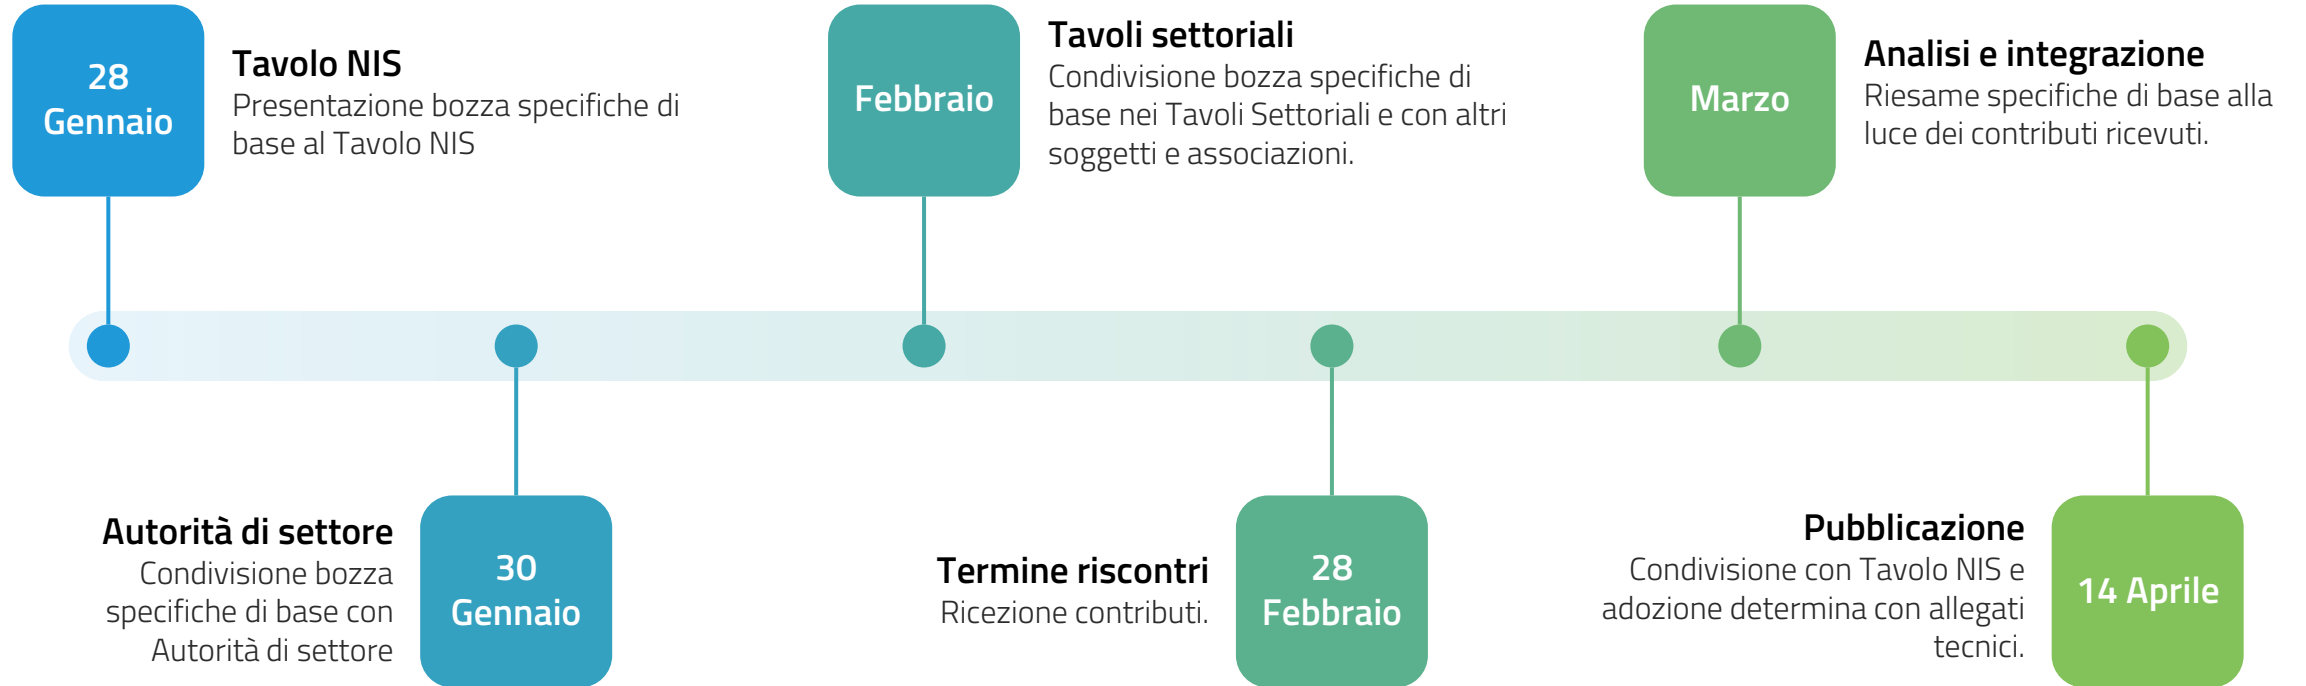 28
Gennaio
Tavolo NIS
Presentazione bozza specifiche di
base al Tavolo NIS
Febbraio
Tavoli settoriali
Condivisione bozza specifiche di
base nei Tavoli Settoriali e con altri
soggetti e associazioni.
Marzo
Analisi e integrazione
Riesame specifiche di base alla
luce dei contributi ricevuti.
Autorità di settore
Condivisione bozza
specifiche di base con
Autorità di settore
30
Gennaio
Termine riscontri
Ricezione contributi.
28
Febbraio
Pubblicazione
Condivisione con Tavolo NIS e
adozione determina con allegati
tecnici.
14 Aprile